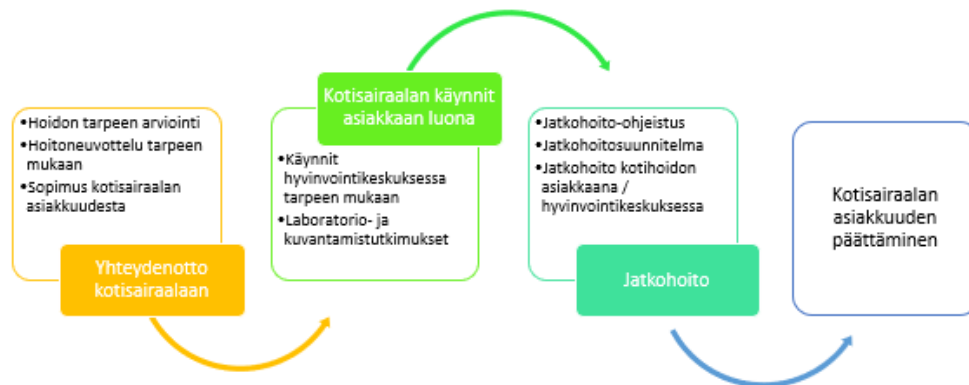 •Hoidon tarpeen arviointi
•Hoitoneuvottelu tarpeen
mukaan
•Sopimus kotisairaalan
asiakkuudesta
Yhteydenotto
kotisairaalaan
Kotisairaalan käynnit
asiakkaan luona
•Käynnit
hyvinvointikeskuksessa
tarpeen mukaan
•Laboratorio- ja
kuvantamistutkimukset
•Jatkohoito-ohjeistus
•Jatkohoitosuunnitelma
•Jatkohoito kotihoidon
asiakkaana /
hyvinvointikeskuksessa
Jatkohoito
Kotisairaalan
asiakkuuden
päättäminen